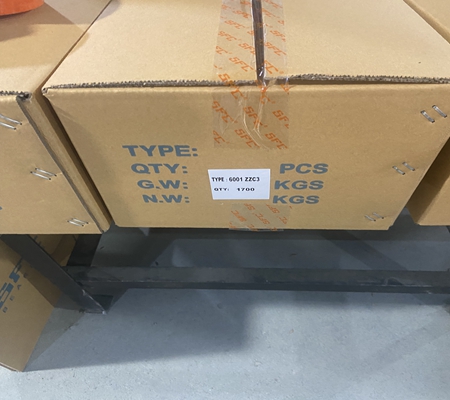 TYPE:
QTY: PCS
G.W: KGS
N.W: KGS
TYPE : 6001 ZZC3
QTY: 1700